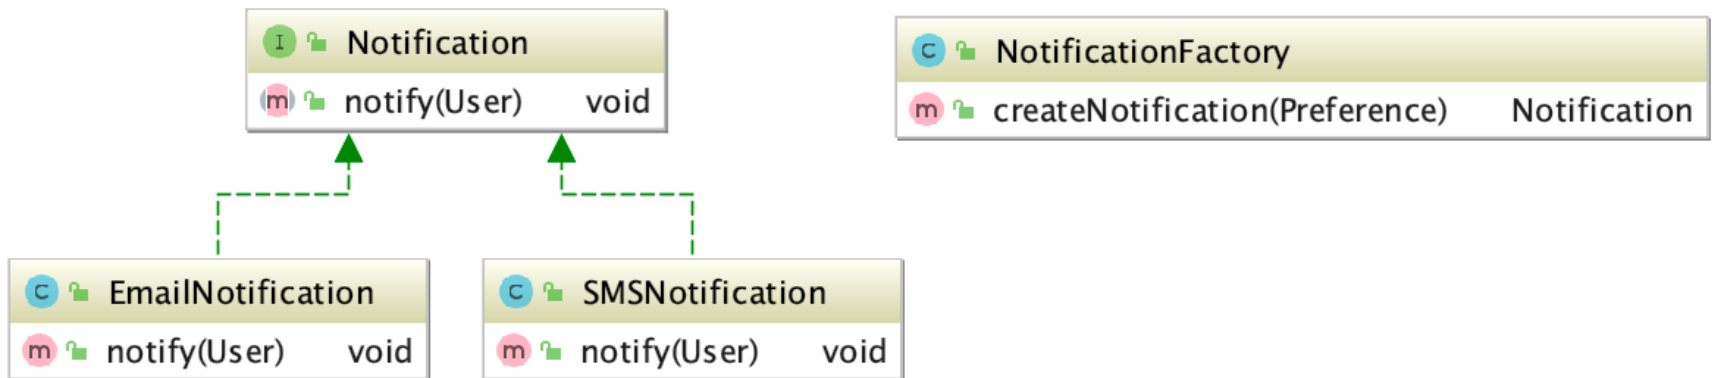 I Notification
m notify(User) void
C NotificationFactory
m createNotification(Preference) Notification
C EmailNotification
m notify(User) void
C SMSNotification
m notify(User) void